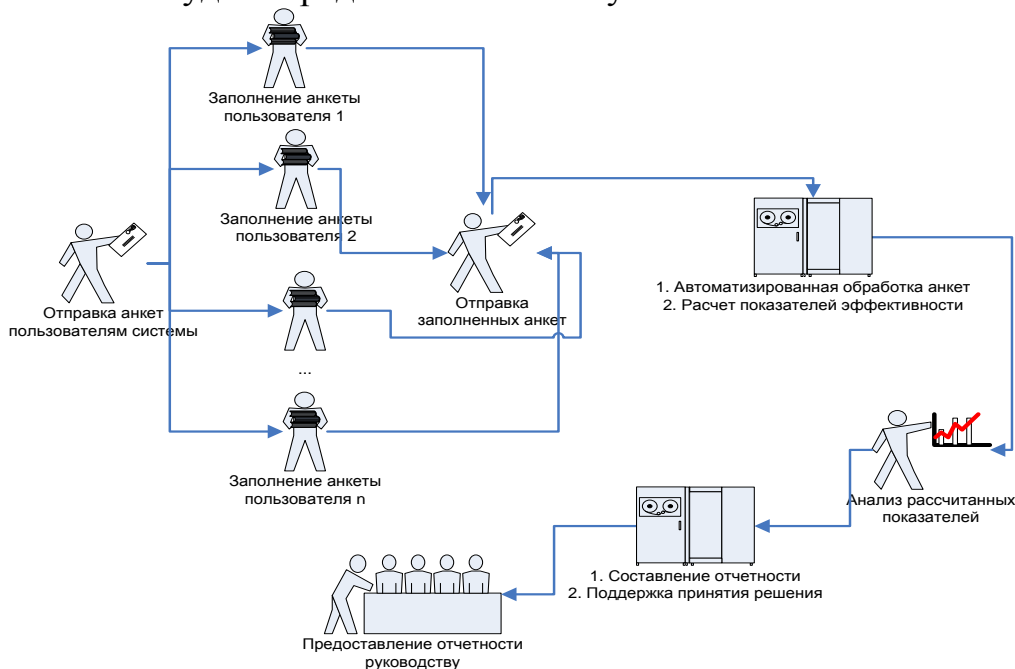 Заполнение анкеты
пользователя 1
Заполнение анкеты
пользователя 2
Отправка анкет
пользователям системы
...
Заполнение анкеты
пользователя n
Отправка
заполненных анкет
1. Автоматизированная обработка анкет
2. Расчет показателей эффективности
Анализ рассчитанных
показателей
1. Составление отчетности
2. Поддержка принятия решения
Предоставление отчетности
руководству